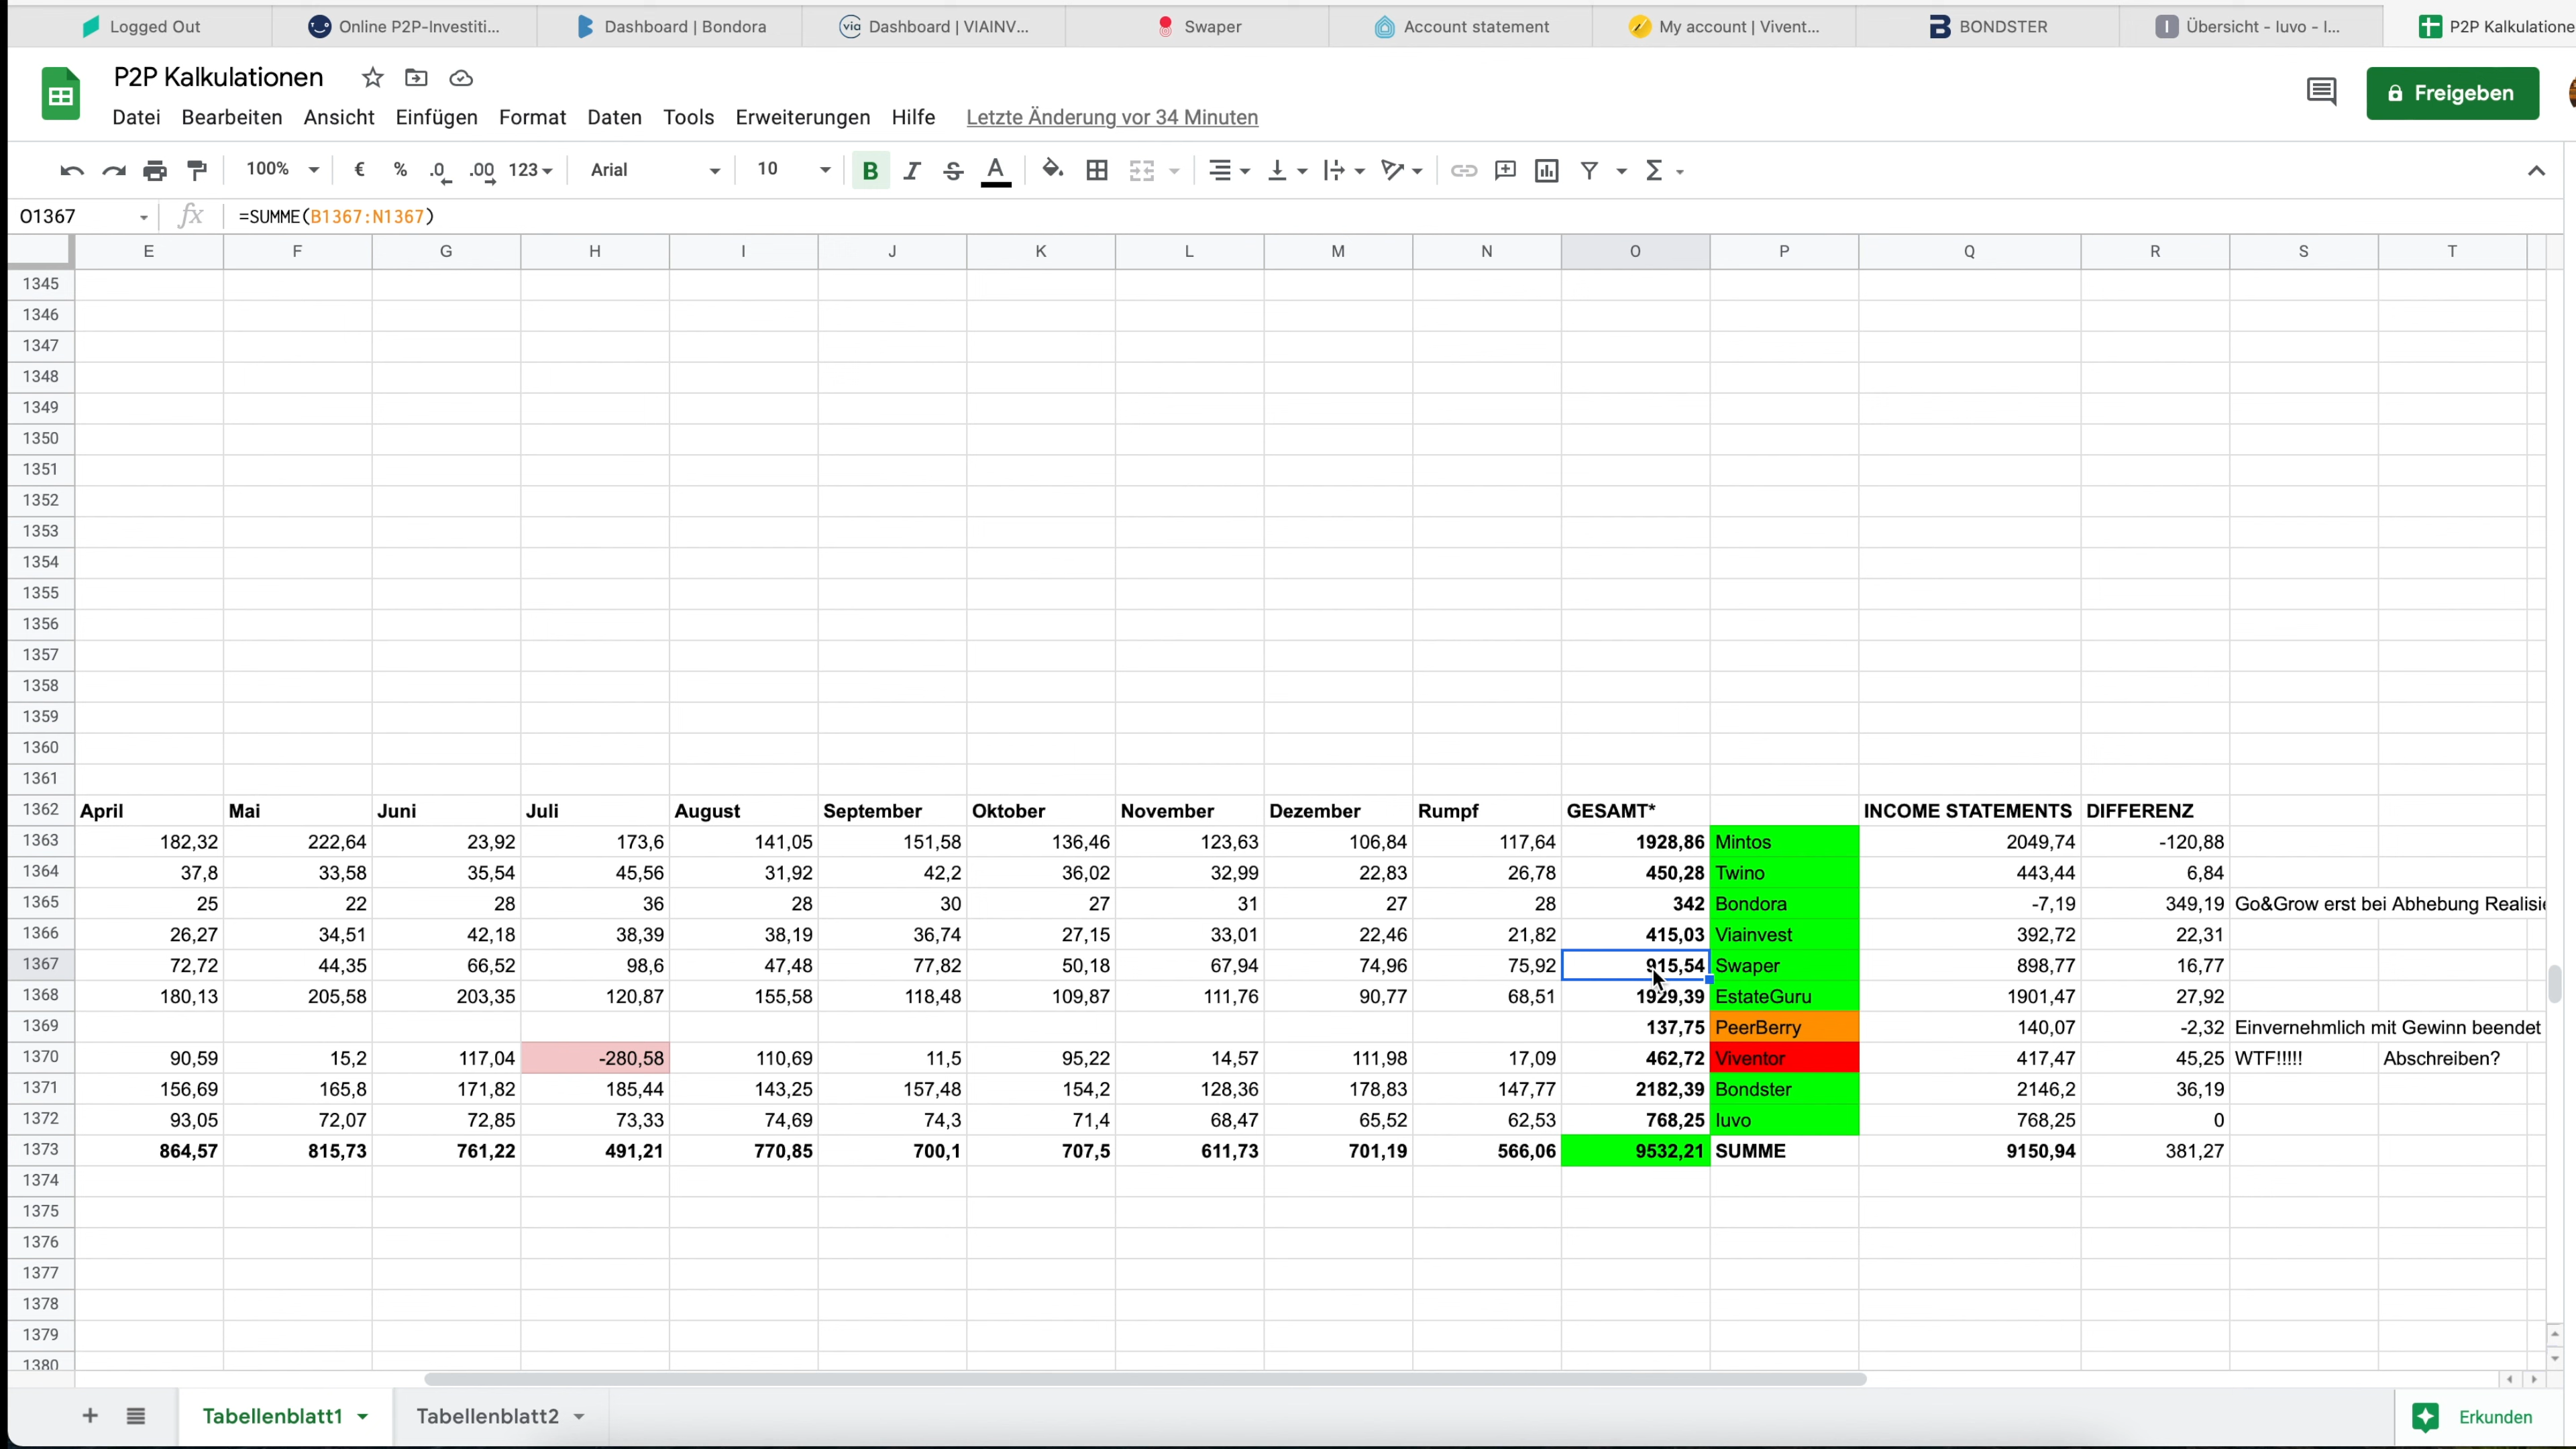 Logged Out Online P2P-Investiti... Dashboard | Bondora via Dashboard | VIAINV... Swaper Account statement My account | Vivent... BONDSTER I Übersicht - Iuvo - I... P2P Kalkulatione
P2P Kalkulationen
Freigeben
Datei Bearbeiten Ansicht Einfügen Format Daten Tools Erweiterungen Hilfe Letzte Änderung vor 34 Minuten
100% € % .0 .00 123 Arial 10 B I S A Σ
O1367 fx =SUMME(B1367:N1367)
E F G H I J K L M N O P Q R S T
1345
1346
1347
1348
1349
1350
1351
1352
1353
1354
1355
1356
1357
1358
1359
1360
1361
1362 April Mai Juni Juli August September Oktober November Dezember Rumpf GESAMT* INCOME STATEMENTS DIFFERENZ
1363 182,32 222,64 23,92 173,6 141,05 151,58 136,46 123,63 106,84 117,64 1928,86 Mintos 2049,74 -120,88
1364 37,8 33,58 35,54 45,56 31,92 42,2 36,02 32,99 22,83 26,78 450,28 Twino 443,44 6,84
1365 25 22 28 36 28 30 27 31 27 28 342 Bondora -7,19 349,19 Go&Grow erst bei Abhebung Realisie
1366 26,27 34,51 42,18 38,39 38,19 36,74 27,15 33,01 22,46 21,82 415,03 Viainvest 392,72 22,31
1367 72,72 44,35 66,52 98,6 47,48 77,82 50,18 67,94 74,96 75,92 915,54 Swaper 898,77 16,77
1368 180,13 205,58 203,35 120,87 155,58 118,48 109,87 111,76 90,77 68,51 1929,39 EstateGuru 1901,47 27,92
1369 137,75 PeerBerry 140,07 -2,32 Einvernehmlich mit Gewinn beendet
1370 90,59 15,2 117,04 -280,58 110,69 11,5 95,22 14,57 111,98 17,09 462,72 Viventor 417,47 45,25 WTF!!!!! Abschreiben?
1371 156,69 165,8 171,82 185,44 143,25 157,48 154,2 128,36 178,83 147,77 2182,39 Bondster 2146,2 36,19
1372 93,05 72,07 72,85 73,33 74,69 74,3 71,4 68,47 65,52 62,53 768,25 Iuvo 768,25 0
1373 864,57 815,73 761,22 491,21 770,85 700,1 707,5 611,73 701,19 566,06 9532,21 SUMME 9150,94 381,27
1374
1375
1376
1377
1378
1379
1380
Tabellenblatt1 Tabellenblatt2 Erkunden